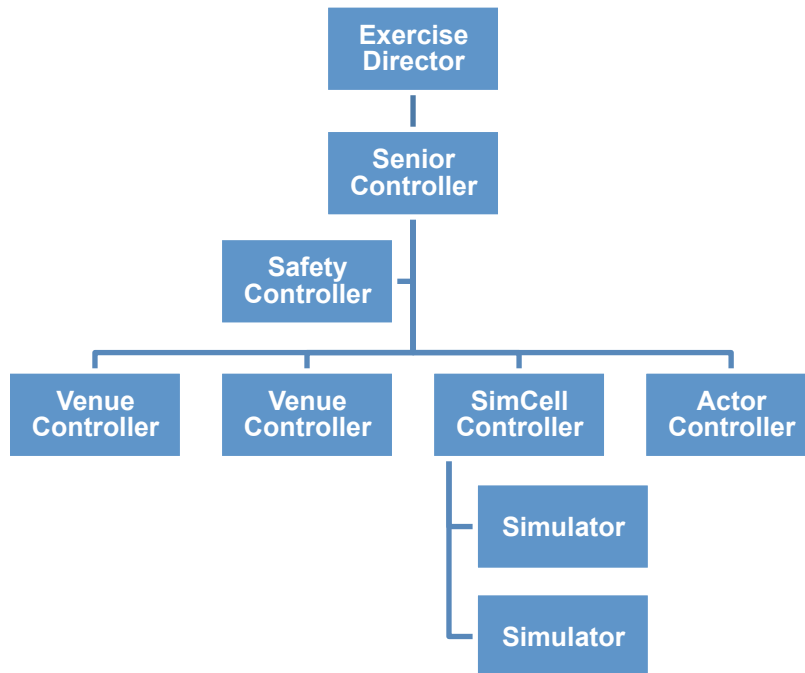 Exercise
Director
Senior
Controller
Safety
Controller
Venue
Controller
Venue
Controller
SimCell
Controller
Actor
Controller
Simulator
Simulator